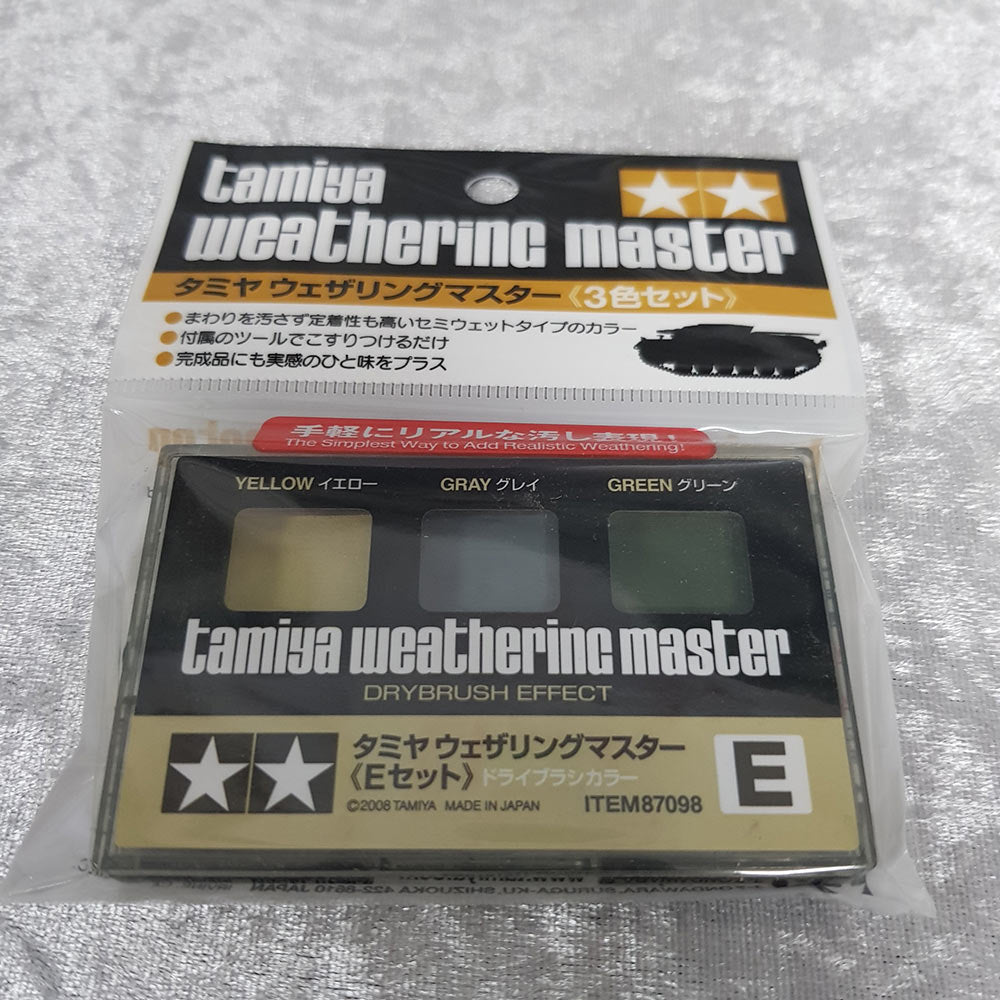 tamiya
weathering master
タミヤ ウェザリングマスター《3色セット》
●まわりを汚さず定着性も高いセミウェットタイプのカラー
●付属のツールでこすりつけるだけ
●完成品にも実感のひと味をプラス
手軽にリアルな汚し表現!
The Simplest Way to Add Realistic Weathering!
YELLOW イエロー GRAY グレイ GREEN グリーン
tamiya weathering master
DRYBRUSH EFFECT
タミヤ ウェザリングマスター
《Eセット》ドライブラシカラー
©2008 TAMIYA MADE IN JAPAN ITEM87098
E
SURUGA-KU, SHIZUOKA 422-8610 JAPAN